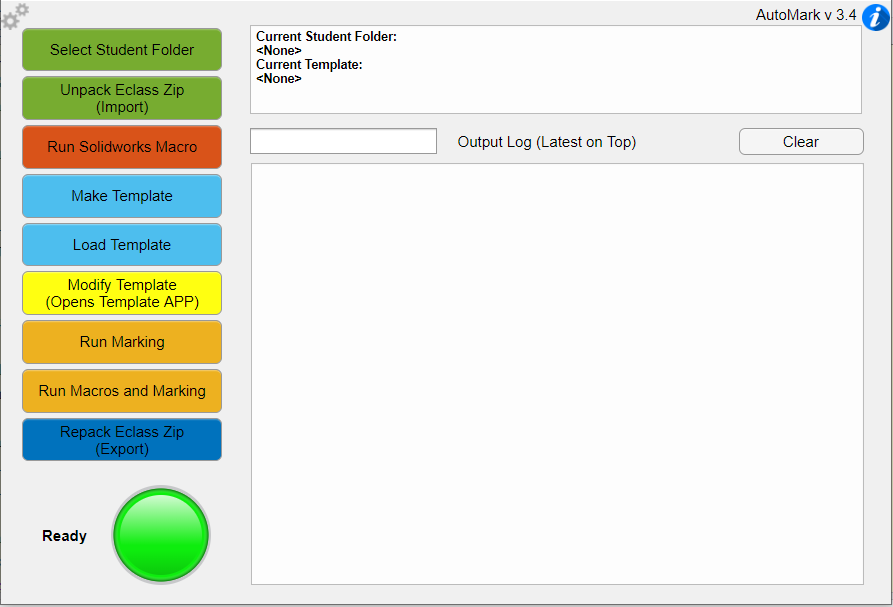 AutoMark v 3.4
i
Select Student Folder
Unpack Eclass Zip
(Import)
Run Solidworks Macro
Make Template
Load Template
Modify Template
(Opens Template APP)
Run Marking
Run Macros and Marking
Repack Eclass Zip
(Export)
Ready
Current Student Folder:
<None>
Current Template:
<None>
Output Log (Latest on Top)
Clear